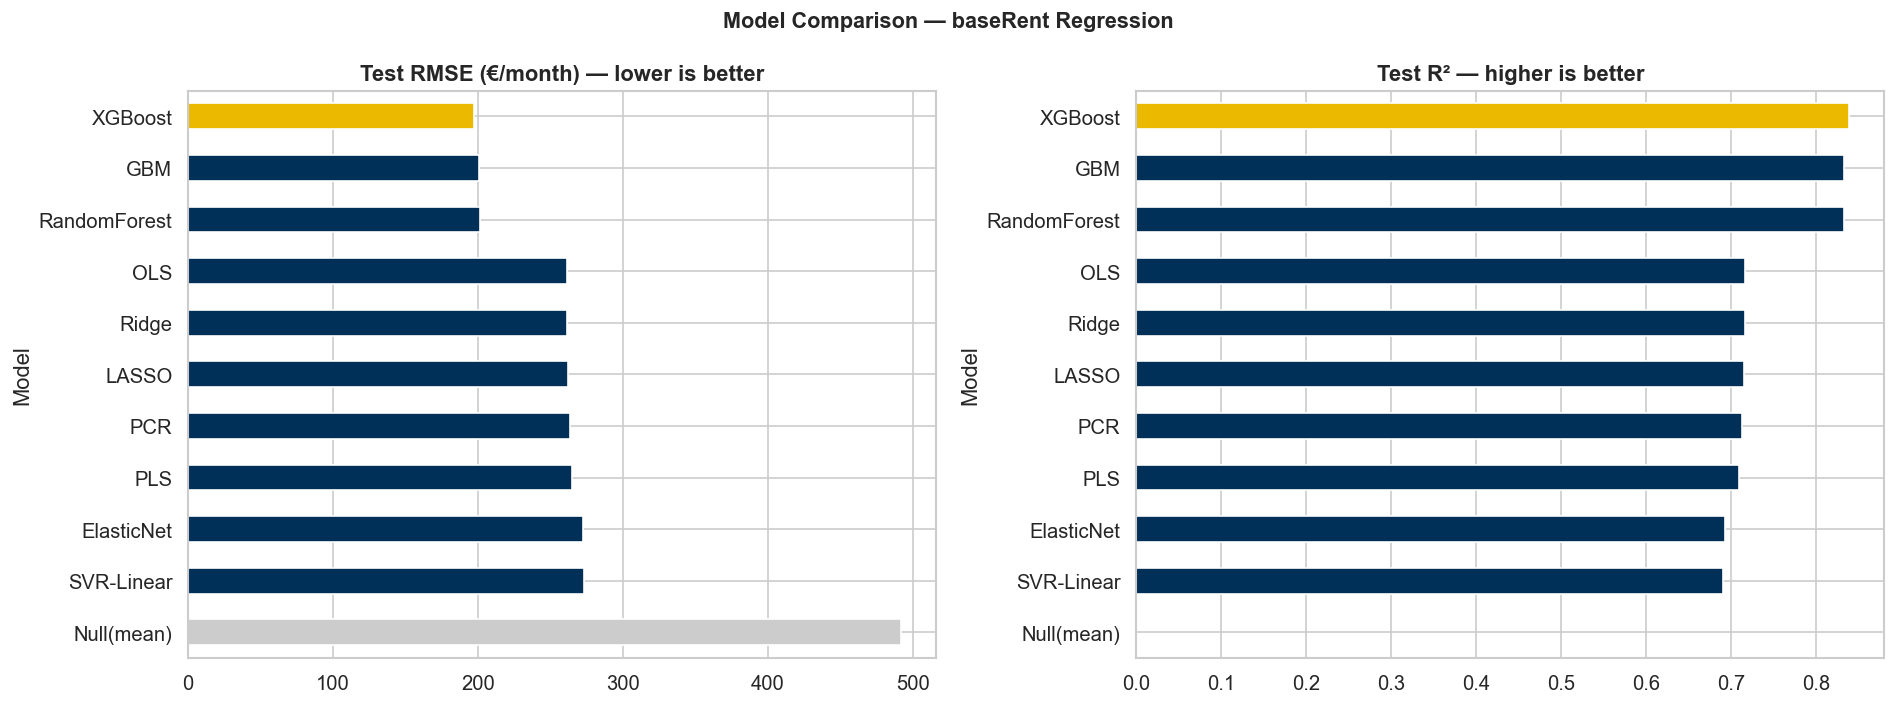 Model Comparison — baseRent Regression
Test RMSE (€/month) — lower is better
Model
XGBoost
GBM
RandomForest
OLS
Ridge
LASSO
PCR
PLS
ElasticNet
SVR-Linear
Null(mean)
0 100 200 300 400 500
Test R² — higher is better
Model
XGBoost
GBM
RandomForest
OLS
Ridge
LASSO
PCR
PLS
ElasticNet
SVR-Linear
Null(mean)
0.0 0.1 0.2 0.3 0.4 0.5 0.6 0.7 0.8